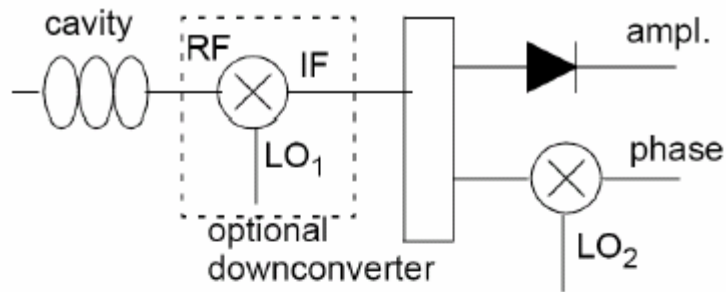 cavity
RF
IF
LO1
optional
downconverter
ampl.
phase
LO2